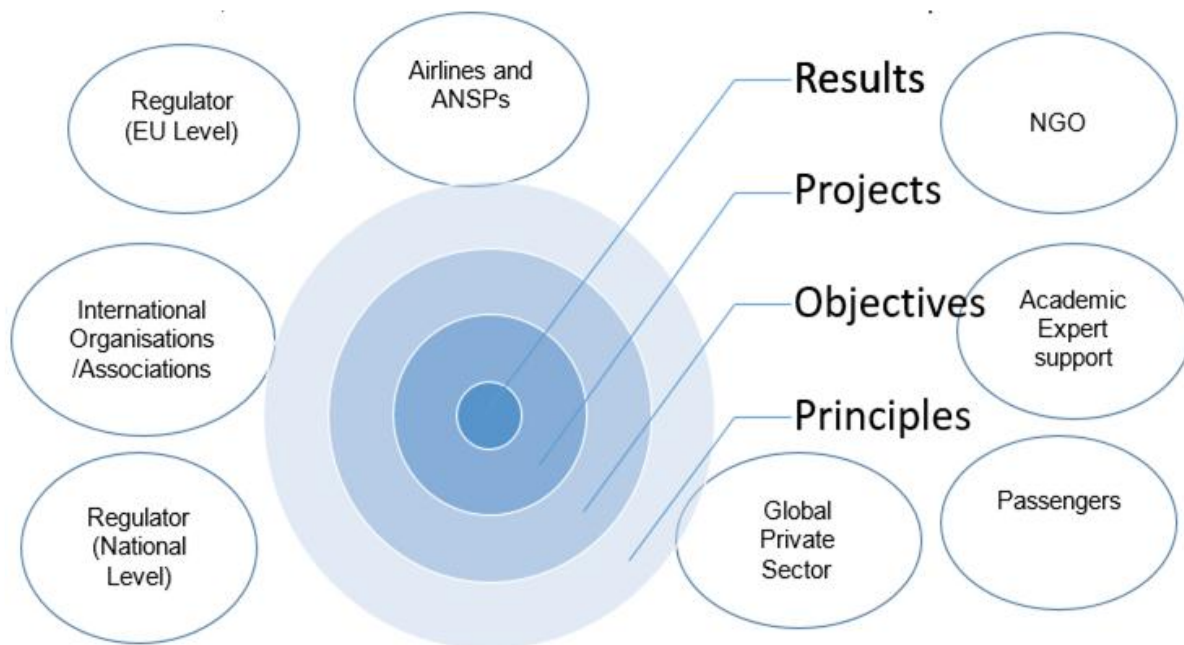 Regulator
(EU Level)
Airlines and
ANSPs
Results
NGO
Projects
International
Organisations
/Associations
Objectives
Academic
Expert
support
Principles
Regulator
(National
Level)
Global
Private
Sector
Passengers